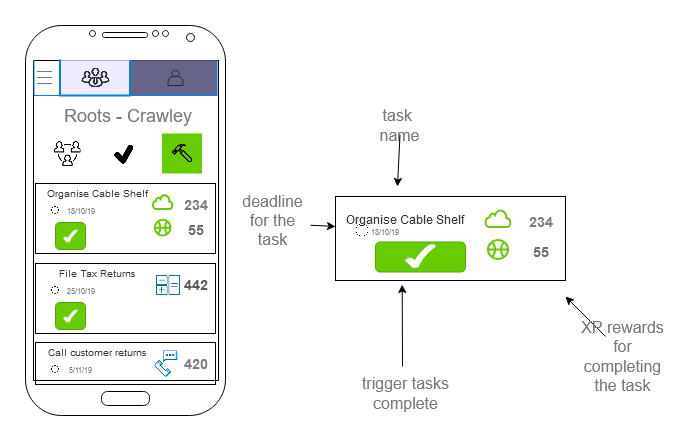 Roots - Crawley
Organise Cable Shelf
18/10/19
234
55
File Tax Returns
25/10/19
442
Call customer returns
5/11/19
420
task
name
deadline
for the
task
Organise Cable Shelf
18/10/19
234
55
trigger tasks
complete
XP rewards
for
completing
the task